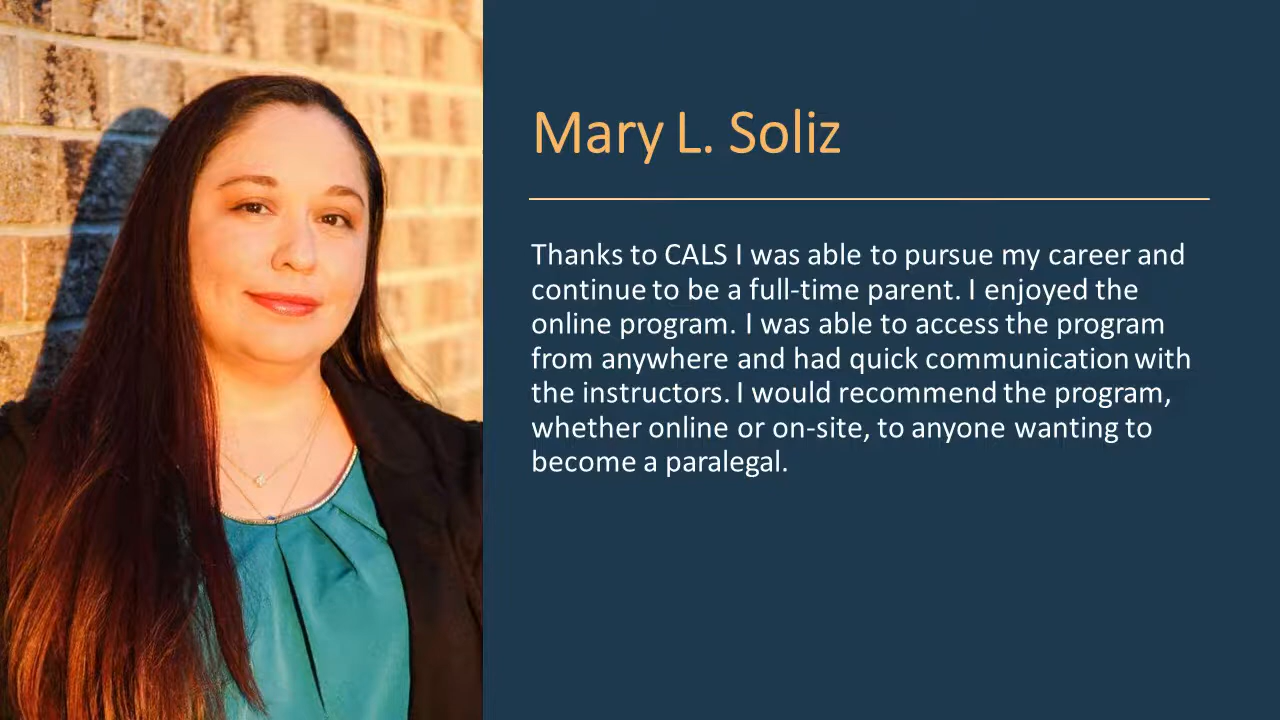 Mary L. Soliz
Thanks to CALS I was able to pursue my career and
continue to be a full-time parent. I enjoyed the
online program. I was able to access the program
from anywhere and had quick communication with
the instructors. I would recommend the program,
whether online or on-site, to anyone wanting to
become a paralegal.